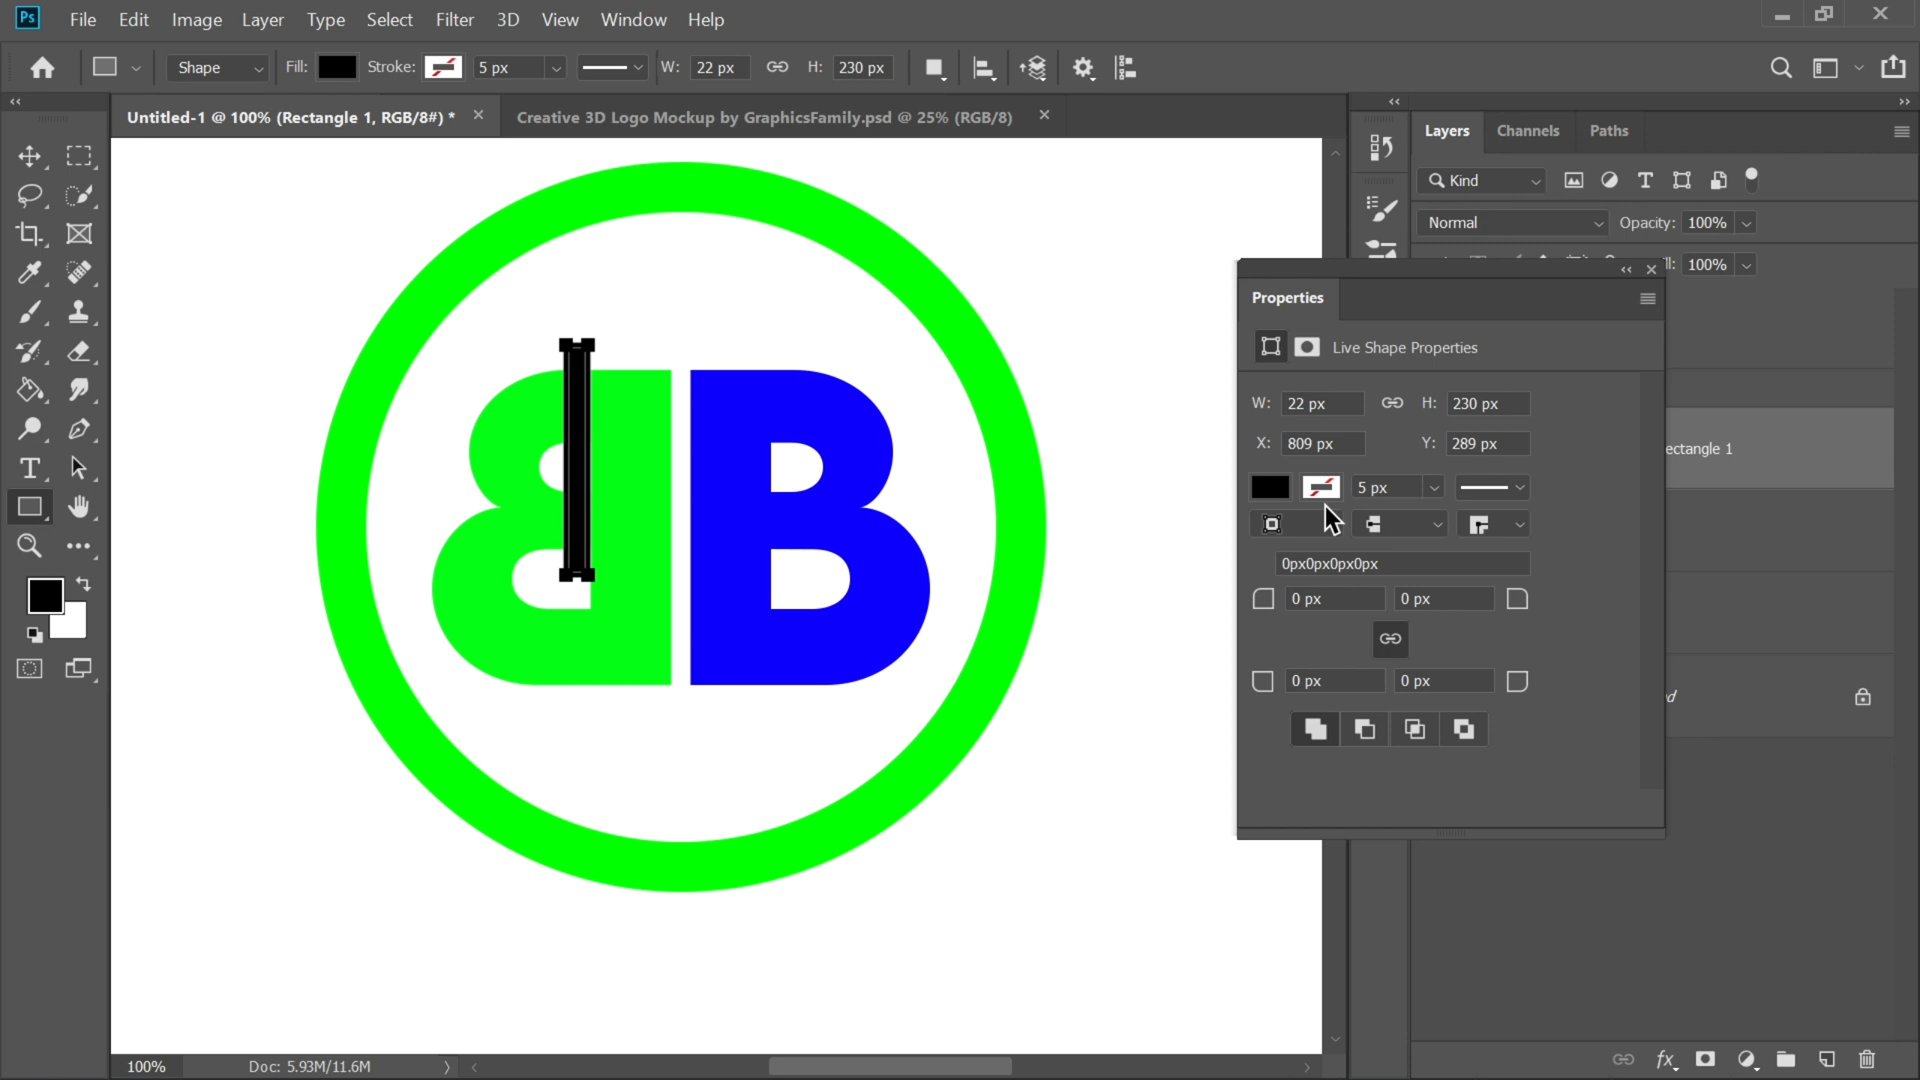 Ps File Edit Image Layer Type Select Filter 3D View Window Help
Shape Fill: Stroke: 5 px W: 22 px H: 230 px
Untitled-1 @ 100% (Rectangle 1, RGB/8#) * Creative 3D Logo Mockup by GraphicsFamily.psd @ 25% (RGB/8)
Layers Channels Paths
Kind
Normal Opacity: 100%
100%
Properties
Live Shape Properties
W: 22 px H: 230 px
X: 809 px Y: 289 px
5 px
0px0px0px0px
0 px 0 px
0 px 0 px
ectangle 1
B
100% Doc: 5.93M/11.6M
fx